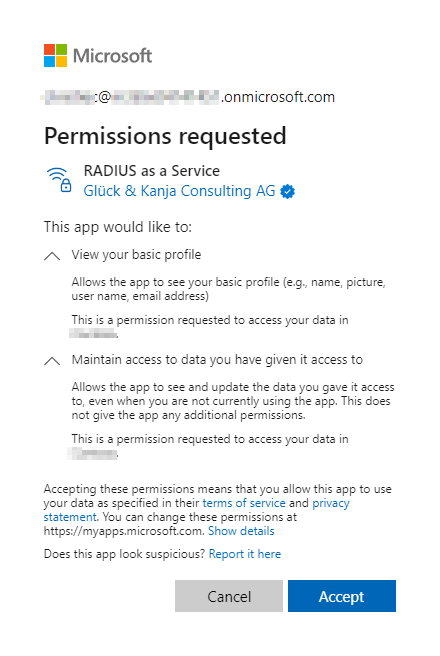 Microsoft
.onmicrosoft.com
Permissions requested
RADIUS as a Service
Glück & Kanja Consulting AG
This app would like to:
View your basic profile
Allows the app to see your basic profile (e.g., name, picture,
user name, email address)
This is a permission requested to access your data in
Maintain access to data you have given it access to
Allows the app to see and update the data you gave it access
to, even when you are not currently using the app. This does
not give the app any additional permissions.
This is a permission requested to access your data in
Accepting these permissions means that you allow this app to use
your data as specified in their terms of service and privacy
statement. You can change these permissions at
https://myapps.microsoft.com. Show details
Does this app look suspicious? Report it here
Cancel
Accept